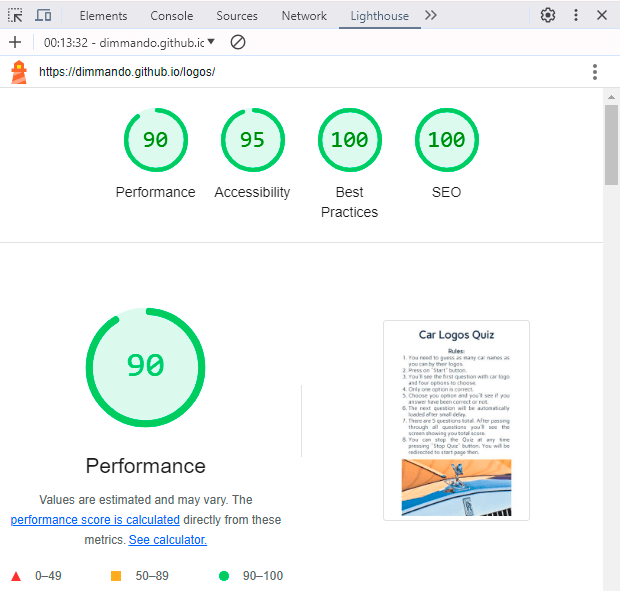 Elements Console Sources Network Lighthouse
00:13:32 - dimmando.github.ic
https://dimmando.github.io/logos/
90 95 100 100
Performance Accessibility Best Practices SEO
90
Performance
Values are estimated and may vary. The
performance score is calculated directly from these
metrics. See calculator.
0–49 50–89 90–100
Car Logos Quiz
Rules:
1. You need to guess as many car names as
you can by their logos.
2. Press on "Start" button.
3. You'll see the first question with car logo
and four options to choose.
4. Only one option is correct.
5. Choose you option and you'll see if you
answer have been correct or not.
6. The next question will be automatically
loaded after small delay.
7. There are 5 questions total. After passing
through all questions you'll see the
screen showing you total score.
8. You can stop the Quiz at any time
pressing "Stop Quiz" button. You will be
redirected to start page then.